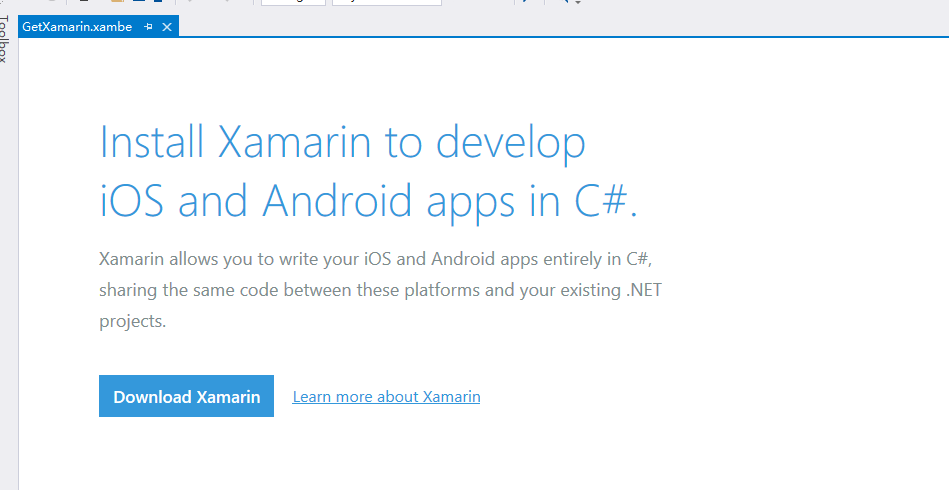 GetXamarin.xambe
Toolbox
Install Xamarin to develop
iOS and Android apps in C#.
Xamarin allows you to write your iOS and Android apps entirely in C#,
sharing the same code between these platforms and your existing .NET
projects.
Download Xamarin
Learn more about Xamarin